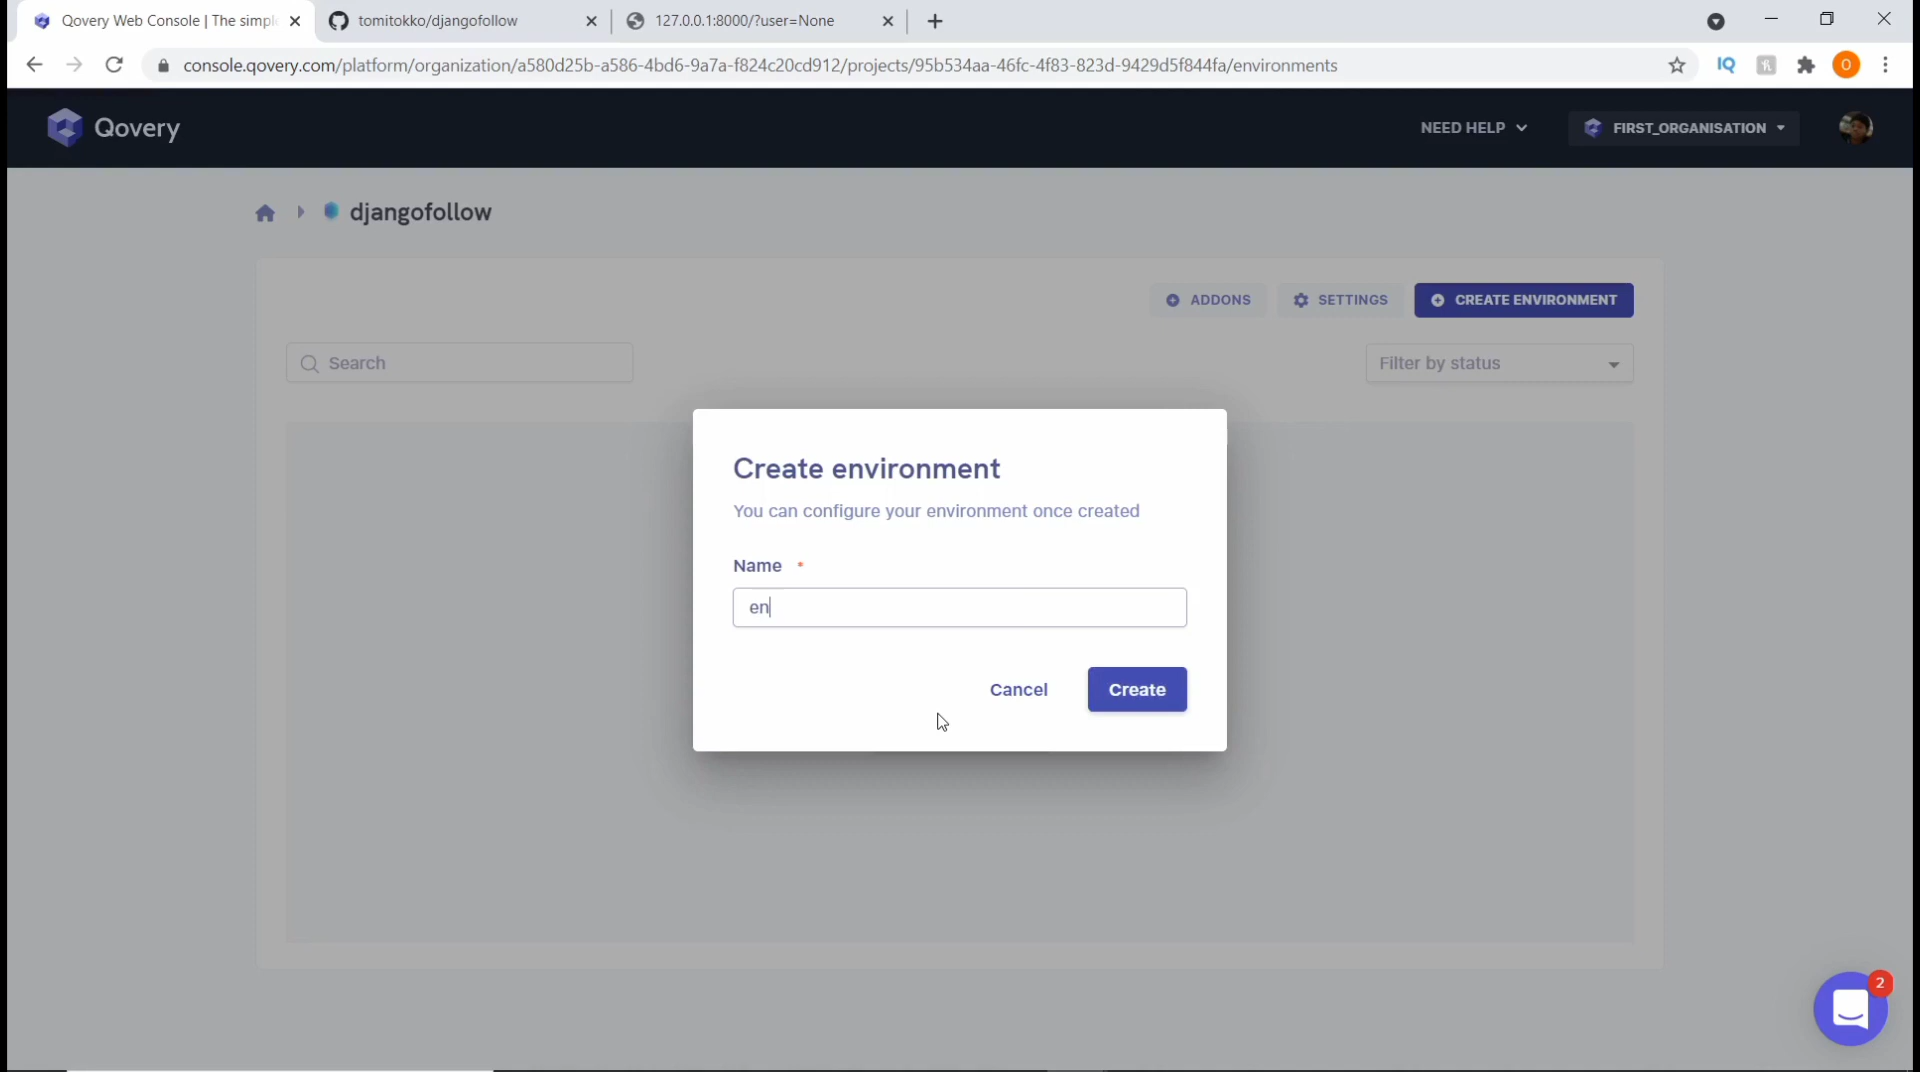 Qovery Web Console | The simpl
tomitokko/djangofollow
127.0.0.1:8000/?user=None
console.qovery.com/platform/organization/a580d25b-a586-4bd6-9a7a-f824c20cd912/projects/95b534aa-46fc-4f83-823d-9429d5f844fa/environments
IQ
O
Qovery
NEED HELP
FIRST_ORGANISATION
djangofollow
ADDONS
SETTINGS
CREATE ENVIRONMENT
Search
Filter by status
Create environment
You can configure your environment once created
Name *
en
Cancel
Create
2